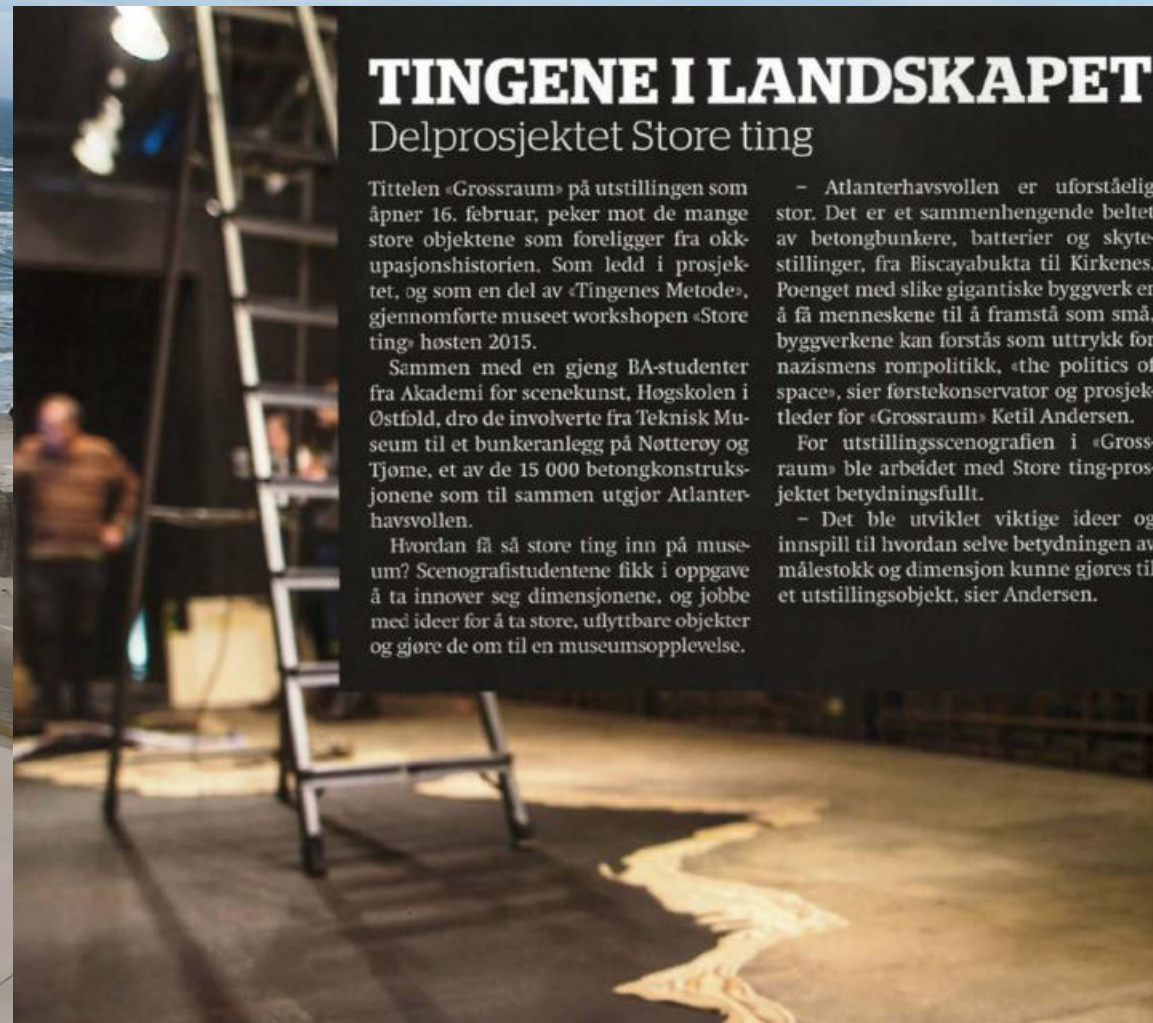 TINGENE I LANDSKAPET
Delprosjektet Store ting
Tittelen «Grossraum» på utstillingen som
åpner 16. februar, peker mot de mange
store objektene som foreligger fra okk-
upasjonshistorien. Som ledd i prosjek-
tet, og som en del av «Tingenes Metode»,
gjennomførte museet workshopen «Store
ting» høsten 2015.
Sammen med en gjeng BA-studenter
fra Akademi for scenekunst, Høgskolen i
Østfold, dro de involverte fra Teknisk Mu-
seum til et bunkeranlegg på Nøtterøy og
Tjøme, et av de 15 000 betongkonstruks-
jonene som til sammen utgjør Atlanter-
havsvollen.
Hvordan få så store ting inn på muse-
um? Scenografistudentene fikk i oppgave
å ta innover seg dimensjonene, og jobbe
med ideer for å ta store, uflyttbare objekter
og gjøre de om til en museumsopplevelse.
– Atlanterhavsvollen er uforståelig
stor. Det er et sammenhengende beltet
av betongbunkere, batterier og skyte-
stillinger, fra Biscayabukta til Kirkenes.
Poenget med slike gigantiske byggverk er
å få menneskene til å framstå som små,
byggverkene kan forstås som uttrykk for
nazismens rompolitikk, «the politics of
space», sier førstekonservator og prosjek-
tleder for «Grossraum» Ketil Andersen.
For utstillingsscenografien i «Gross-
raum» ble arbeidet med Store ting-pros-
jektet betydningsfullt.
– Det ble utviklet viktige ideer og
innspill til hvordan selve betydningen av
målestokk og dimensjon kunne gjøres til
et utstillingsobjekt, sier Andersen.